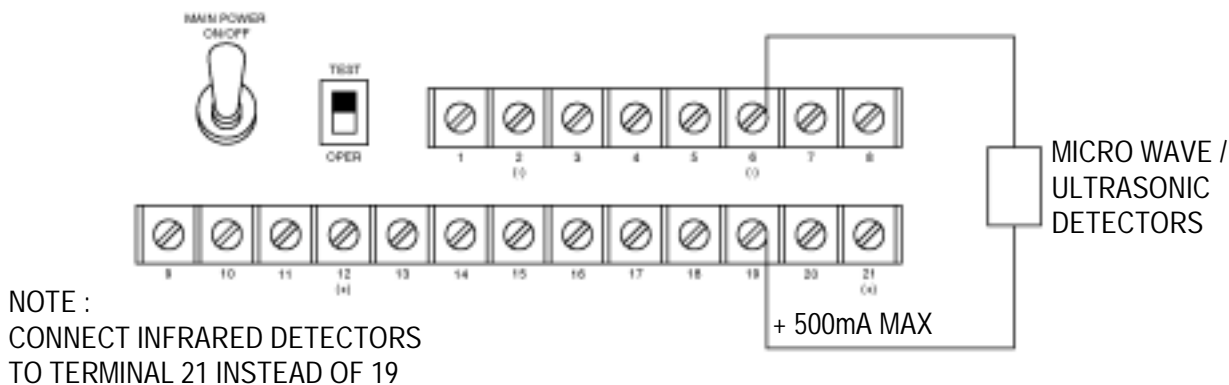 MAIN POWER
ON/OFF
TEST
OPER
1 2 3 4 5 6 7 8
(-) (-)
MICRO WAVE /
ULTRASONIC
DETECTORS
9 10 11 12 13 14 15 16 17 18 19 20 21
(+) (+)
+ 500mA MAX
NOTE :
CONNECT INFRARED DETECTORS
TO TERMINAL 21 INSTEAD OF 19